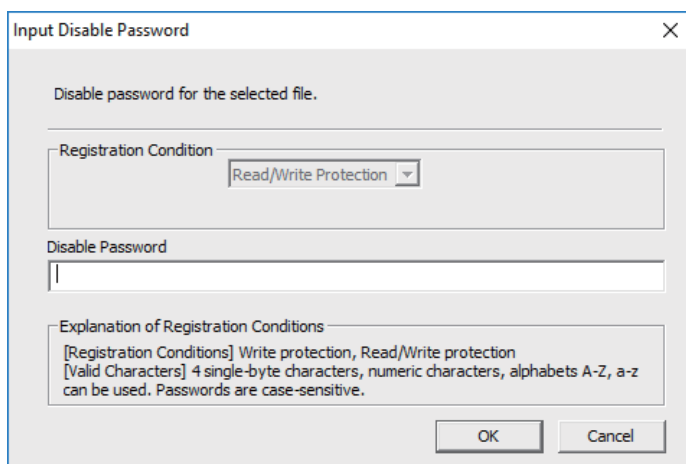 Input Disable Password
Disable password for the selected file.
Registration Condition
Read/Write Protection
Disable Password
Explanation of Registration Conditions
[Registration Conditions] Write protection, Read/Write protection
[Valid Characters] 4 single-byte characters, numeric characters, alphabets A-Z, a-z
can be used. Passwords are case-sensitive.
OK Cancel